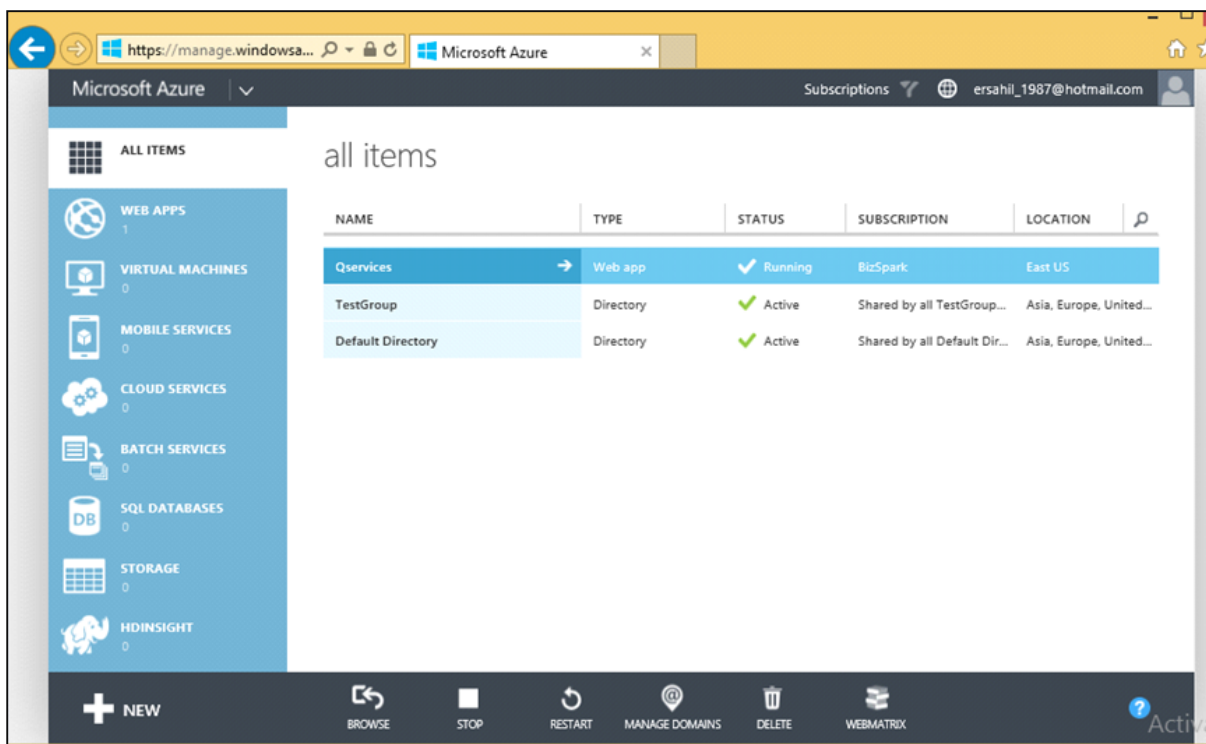 https://manage.windowsa...
Microsoft Azure
Microsoft Azure
Subscriptions
ersahil_1987@hotmail.com
ALL ITEMS
WEB APPS
1
VIRTUAL MACHINES
0
MOBILE SERVICES
0
CLOUD SERVICES
0
BATCH SERVICES
0
SQL DATABASES
0
DB
STORAGE
0
HDINSIGHT
0
all items
NAME TYPE STATUS SUBSCRIPTION LOCATION
Qservices Web app Running BizSpark East US
TestGroup Directory Active Shared by all TestGroup... Asia, Europe, United...
Default Directory Directory Active Shared by all Default Dir... Asia, Europe, United...
NEW
BROWSE STOP RESTART MANAGE DOMAINS DELETE WEBMATRIX
?